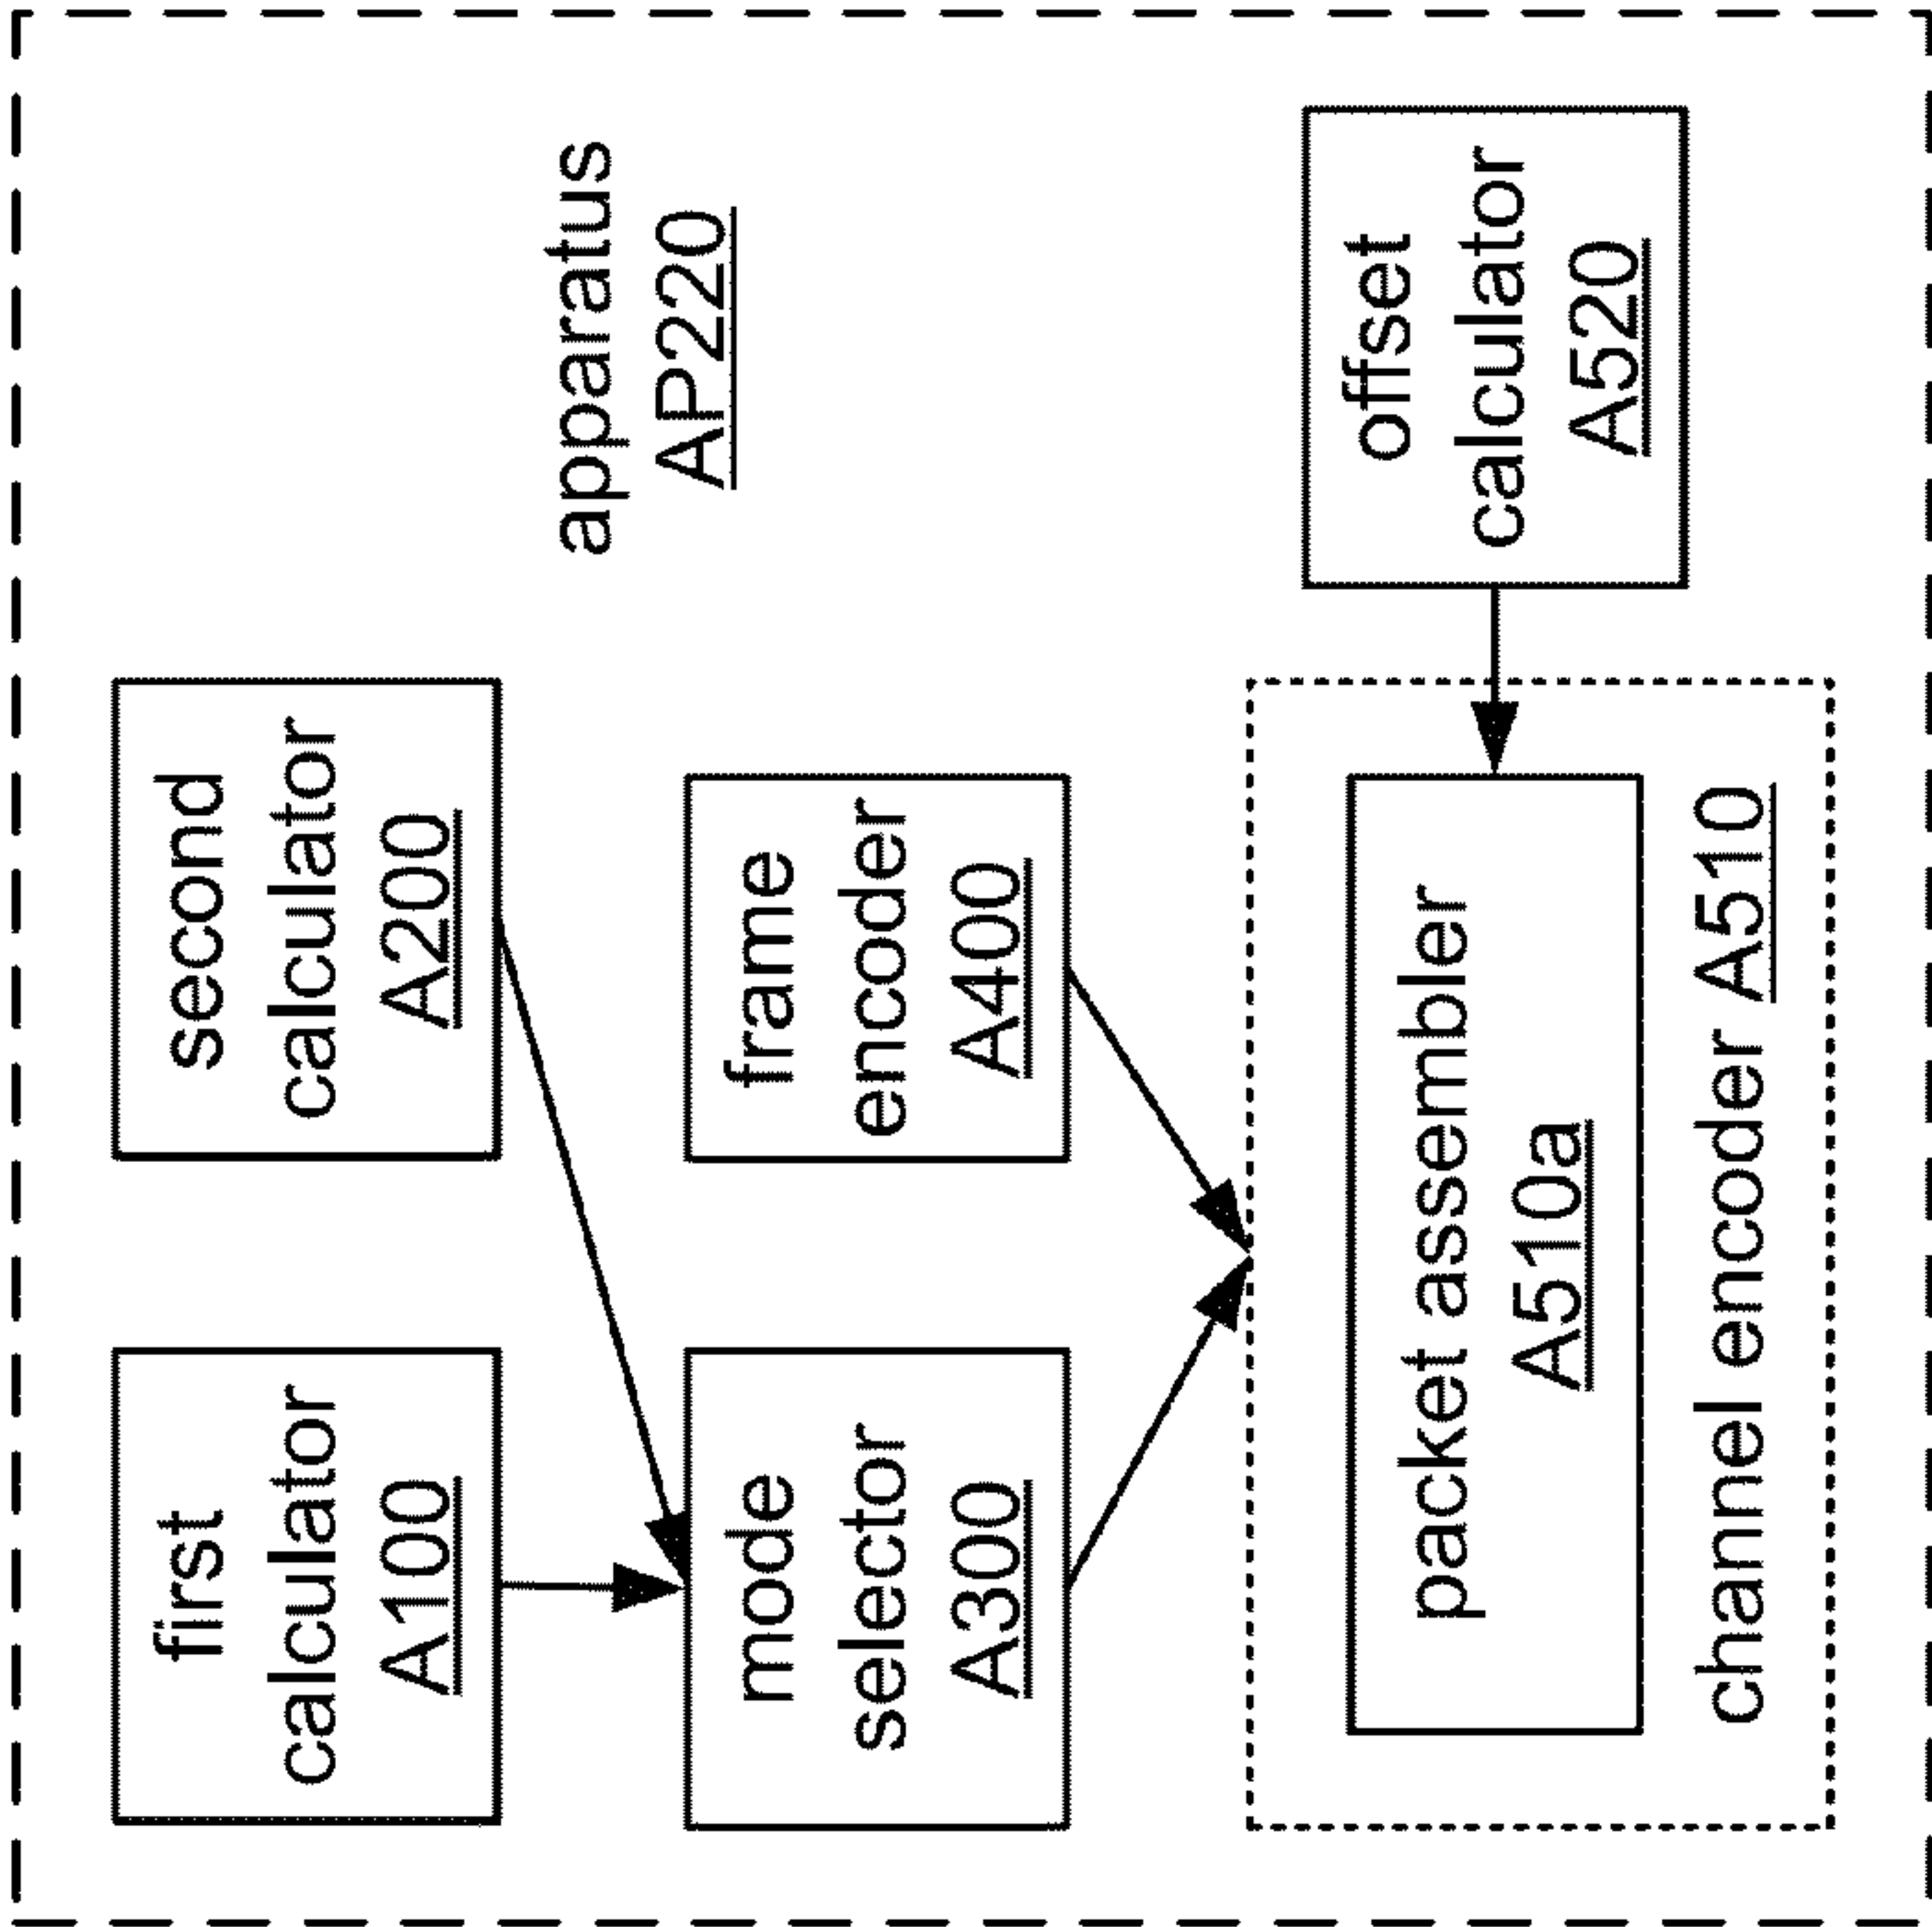 first
calculator
A100
second
calculator
A200
apparatus
AP220
mode
selector
A300
frame
encoder
A400
packet assembler
A510a
channel encoder A510
offset
calculator
A520